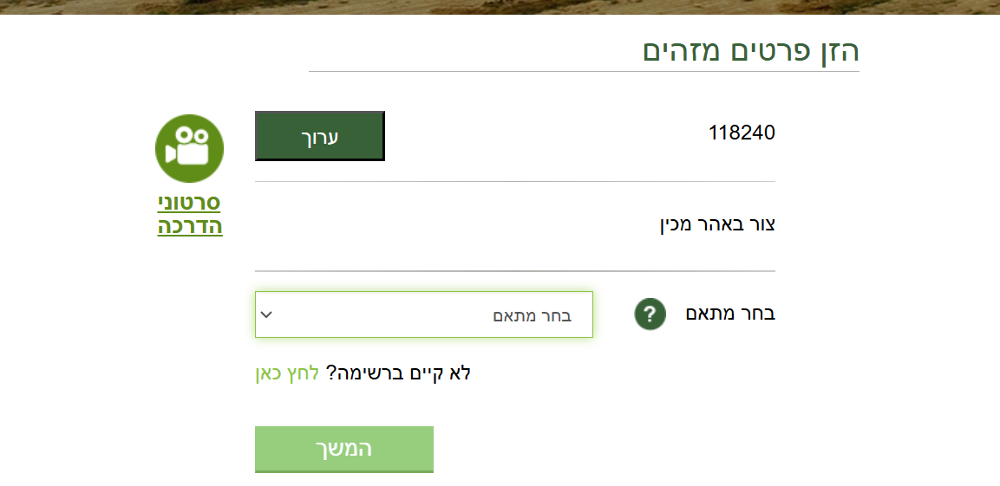 הזן פרטים מזהים
118240
ערוך
סרטוני
הדרכה
צור באהר מכין
בחר מתאם
?
בחר מתאם
לא קיים ברשימה? לחץ כאן
המשך